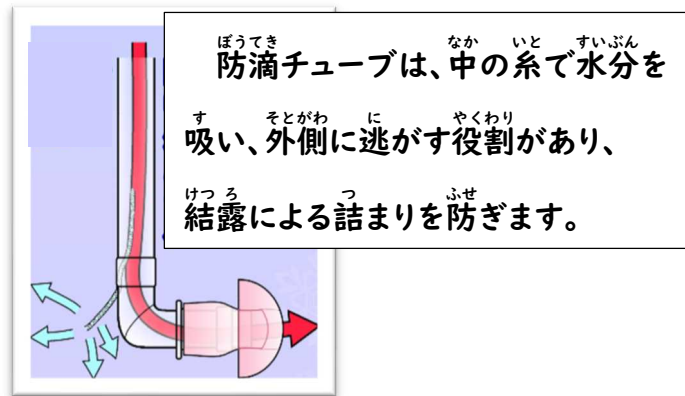 防滴チューブは、中の糸で水分を
吸い、外側に逃がす役割があり、
結露による詰まりを防ぎます。